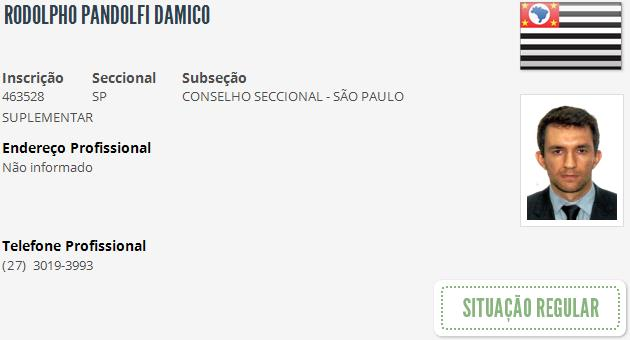 RODOLPHO PANDOLFI DAMICO
Inscrição Seccional Subseção
463528 SP CONSELHO SECCIONAL - SÃO PAULO
SUPLEMENTAR
Endereço Profissional
Não informado
Telefone Profissional
(27) 3019-3993
SITUAÇÃO REGULAR